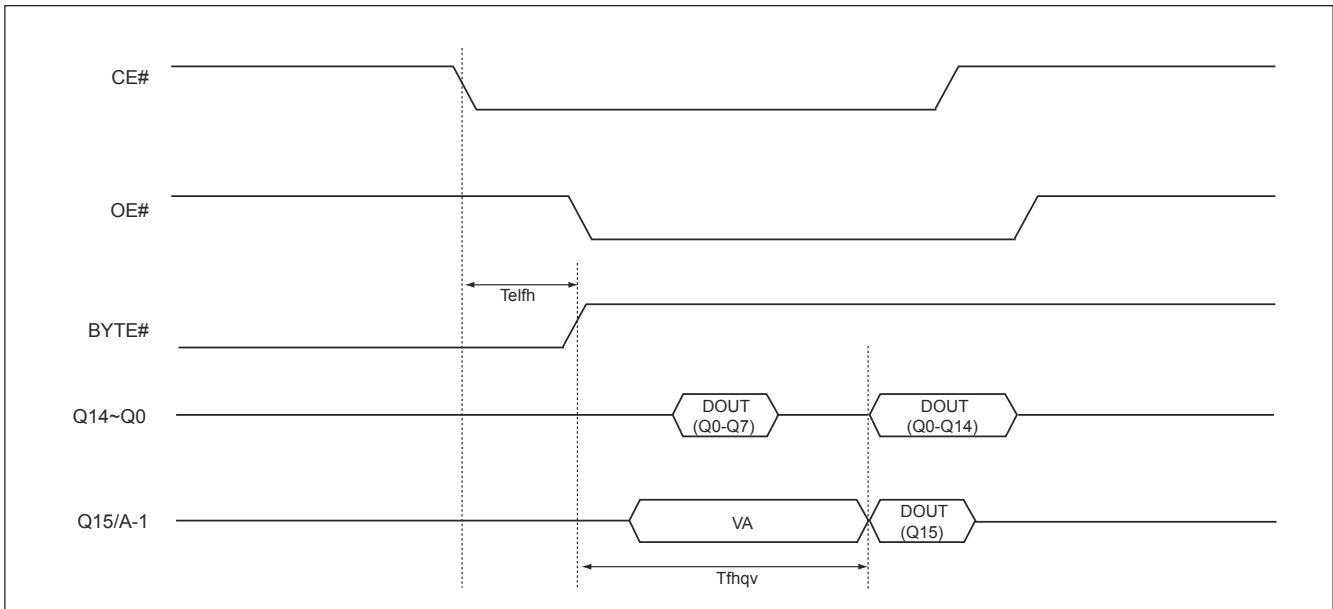 CE#
OE#
Telfh
BYTE#
Q14~Q0
DOUT
(Q0-Q7)
DOUT
(Q0-Q14)
Q15/A-1
VA
DOUT
(Q15)
Tfhqv